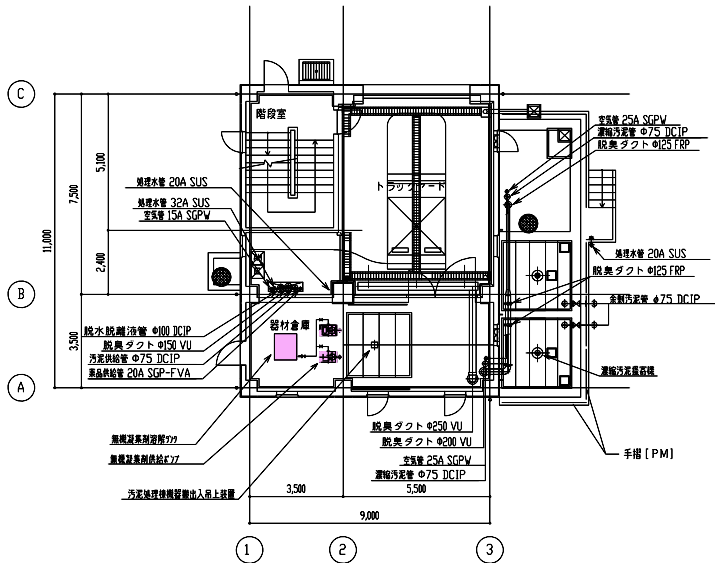 C
階段室
空気管 25A SGPW
濃縮汚泥管 Φ75 DCIP
脱臭ダクト Φ125 FRP
5,100
7,500
11,000
処理水管 20A SUS
トラックヤード
処理水管 32A SUS
空気管 15A SGPW
2,400
処理水管 20A SUS
脱臭ダクト Φ125 FRP
B
余剰汚泥管 φ75 DCIP
脱水脱離液管 Φ100 DCIP
器材倉庫
脱臭ダクト Φ150 VU
3,500
汚泥供給管 Φ75 DCIP
薬品供給管 20A SGP-FVA
濃縮汚泥掻寄機
A
脱臭ダクト Φ250 VU
無機凝集剤溶解タンク
脱臭ダクト Φ200 VU
手摺 [PM]
無機凝集剤供給ポンプ
空気管 25A SGPW
濃縮汚泥管 Φ75 DCIP
汚泥処理棟機器搬出入吊上装置
3,500
5,500
9,000
1
2
3